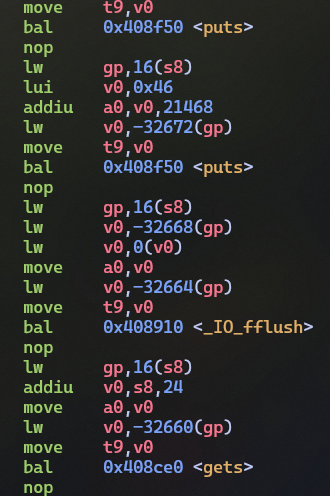 move t9,v0
bal 0x408f50 <puts>
nop
lw gp,16(s8)
lui v0,0x46
addiu a0,v0,21468
lw v0,-32672(gp)
move t9,v0
bal 0x408f50 <puts>
nop
lw gp,16(s8)
lw v0,-32668(gp)
lw v0,0(v0)
move a0,v0
lw v0,-32664(gp)
move t9,v0
bal 0x408910 <_IO_fflush>
nop
lw gp,16(s8)
addiu v0,s8,24
move a0,v0
lw v0,-32660(gp)
move t9,v0
bal 0x408ce0 <gets>
nop